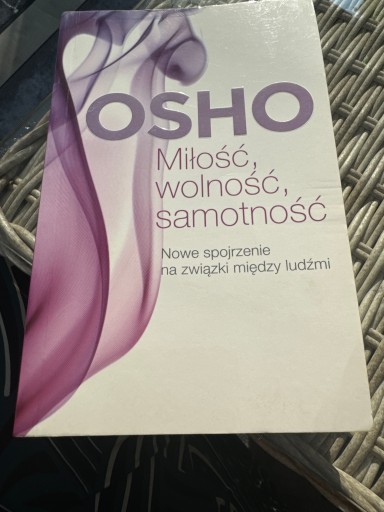 OSHO
Miłość,
wolność,
samotność
Nowe spojrzenie
na związki między ludźmi